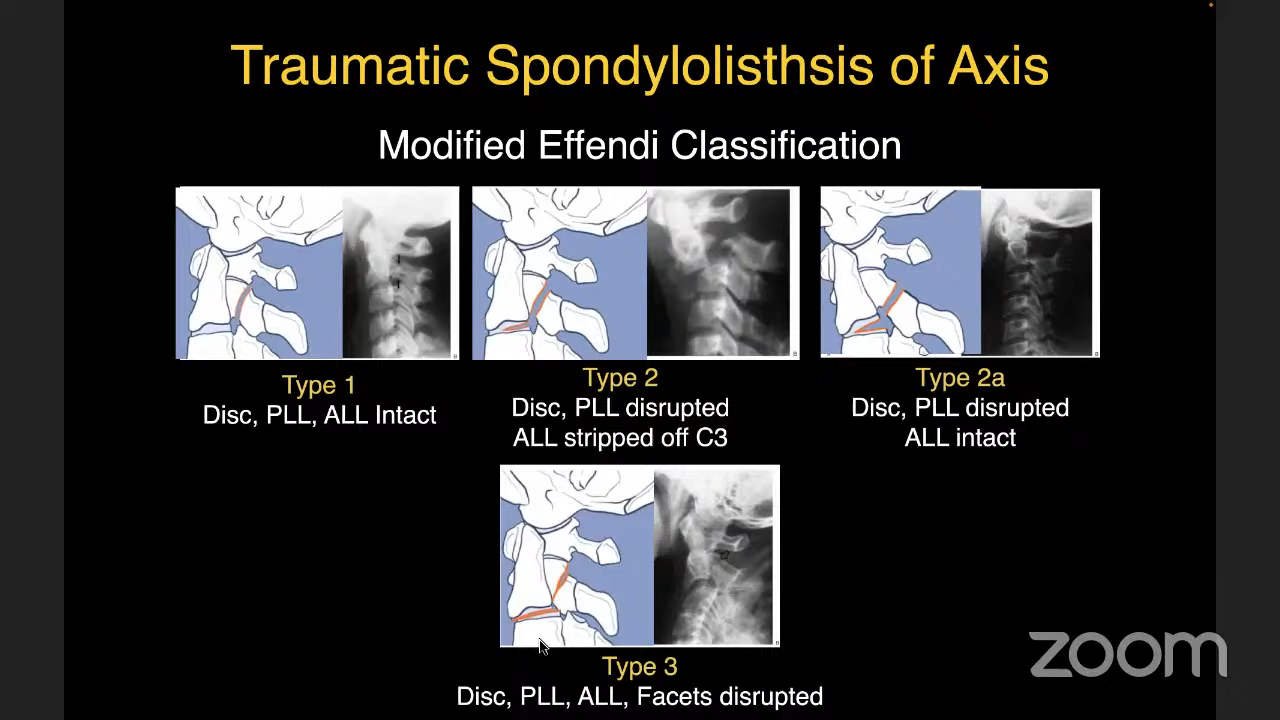 Traumatic Spondylolisthsis of Axis
Modified Effendi Classification
Type 1
Disc, PLL, ALL Intact
Type 2
Disc, PLL disrupted
ALL stripped off C3
Type 2a
Disc, PLL disrupted
ALL intact
Type 3
Disc, PLL, ALL, Facets disrupted
zoom